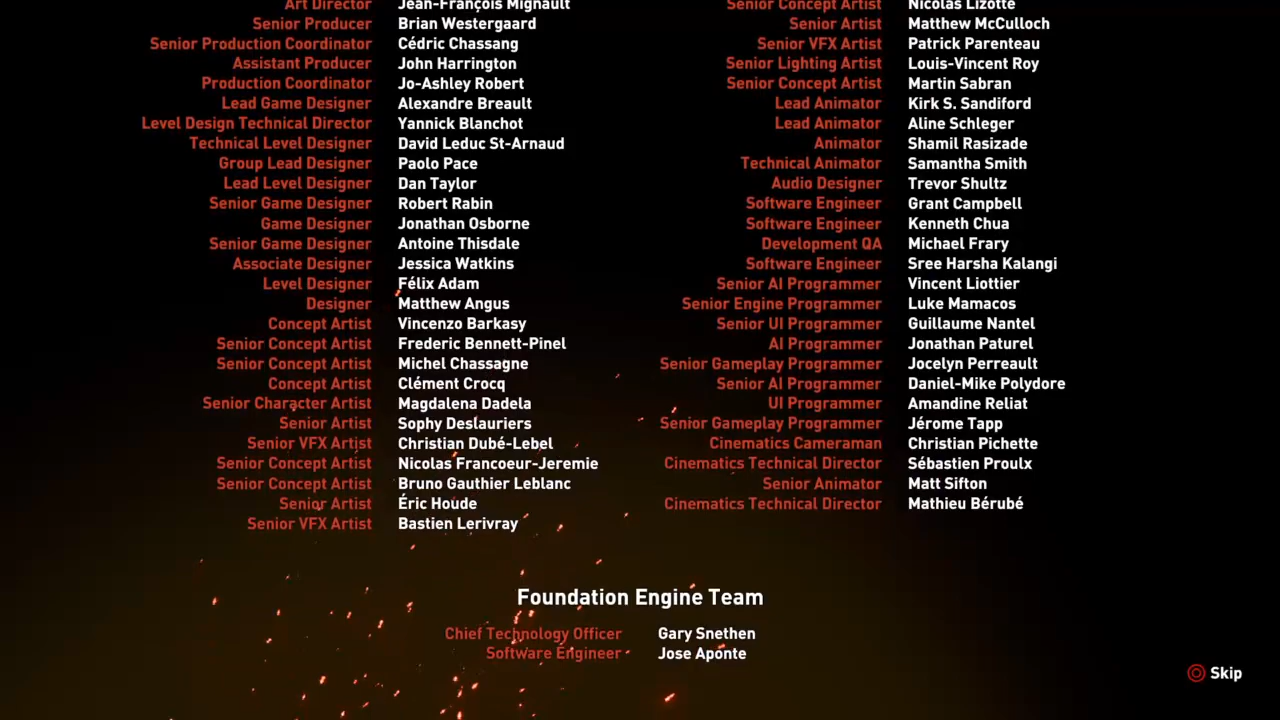 Art Director Jean-François Mignault
Senior Producer Brian Westergaard
Senior Production Coordinator Cédric Chassang
Assistant Producer John Harrington
Production Coordinator Jo-Ashley Robert
Lead Game Designer Alexandre Breault
Level Design Technical Director Yannick Blanchot
Technical Level Designer David Leduc St-Arnaud
Group Lead Designer Paolo Pace
Lead Level Designer Dan Taylor
Senior Game Designer Robert Rabin
Game Designer Jonathan Osborne
Senior Game Designer Antoine Thisdale
Associate Designer Jessica Watkins
Level Designer Félix Adam
Designer Matthew Angus
Concept Artist Vincenzo Barkasy
Senior Concept Artist Frederic Bennett-Pinel
Senior Concept Artist Michel Chassagne
Concept Artist Clément Crocq
Senior Character Artist Magdalena Dadela
Senior Artist Sophy Deslauriers
Senior VFX Artist Christian Dubé-Lebel
Senior Concept Artist Nicolas Francoeur-Jeremie
Senior Concept Artist Bruno Gauthier Leblanc
Senior Artist Éric Houde
Senior VFX Artist Bastien Lerivray
Senior Concept Artist Nicolas Lizotte
Senior Artist Matthew McCulloch
Senior VFX Artist Patrick Parenteau
Senior Lighting Artist Louis-Vincent Roy
Senior Concept Artist Martin Sabran
Lead Animator Kirk S. Sandiford
Lead Animator Aline Schleger
Animator Shamil Rasizade
Technical Animator Samantha Smith
Audio Designer Trevor Shultz
Software Engineer Grant Campbell
Software Engineer Kenneth Chua
Development QA Michael Frary
Software Engineer Sree Harsha Kalangi
Senior AI Programmer Vincent Liottier
Senior Engine Programmer Luke Mamacos
Senior UI Programmer Guillaume Nantel
AI Programmer Jonathan Paturel
Senior Gameplay Programmer Jocelyn Perreault
Senior AI Programmer Daniel-Mike Polydore
UI Programmer Amandine Reliat
Senior Gameplay Programmer Jérome Tapp
Cinematics Cameraman Christian Pichette
Cinematics Technical Director Sébastien Proulx
Senior Animator Matt Sifton
Cinematics Technical Director Mathieu Bérubé
Foundation Engine Team
Chief Technology Officer Gary Snethen
Software Engineer Jose Aponte
Skip